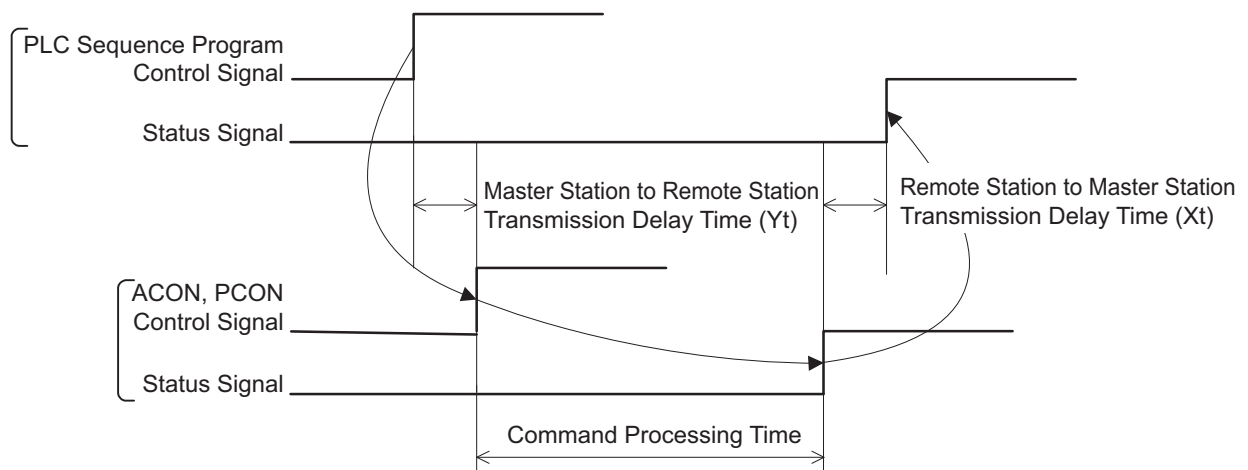 PLC Sequence Program
Control Signal
Status Signal
Master Station to Remote Station
Transmission Delay Time (Yt)
Remote Station to Master Station
Transmission Delay Time (Xt)
ACON, PCON
Control Signal
Status Signal
Command Processing Time